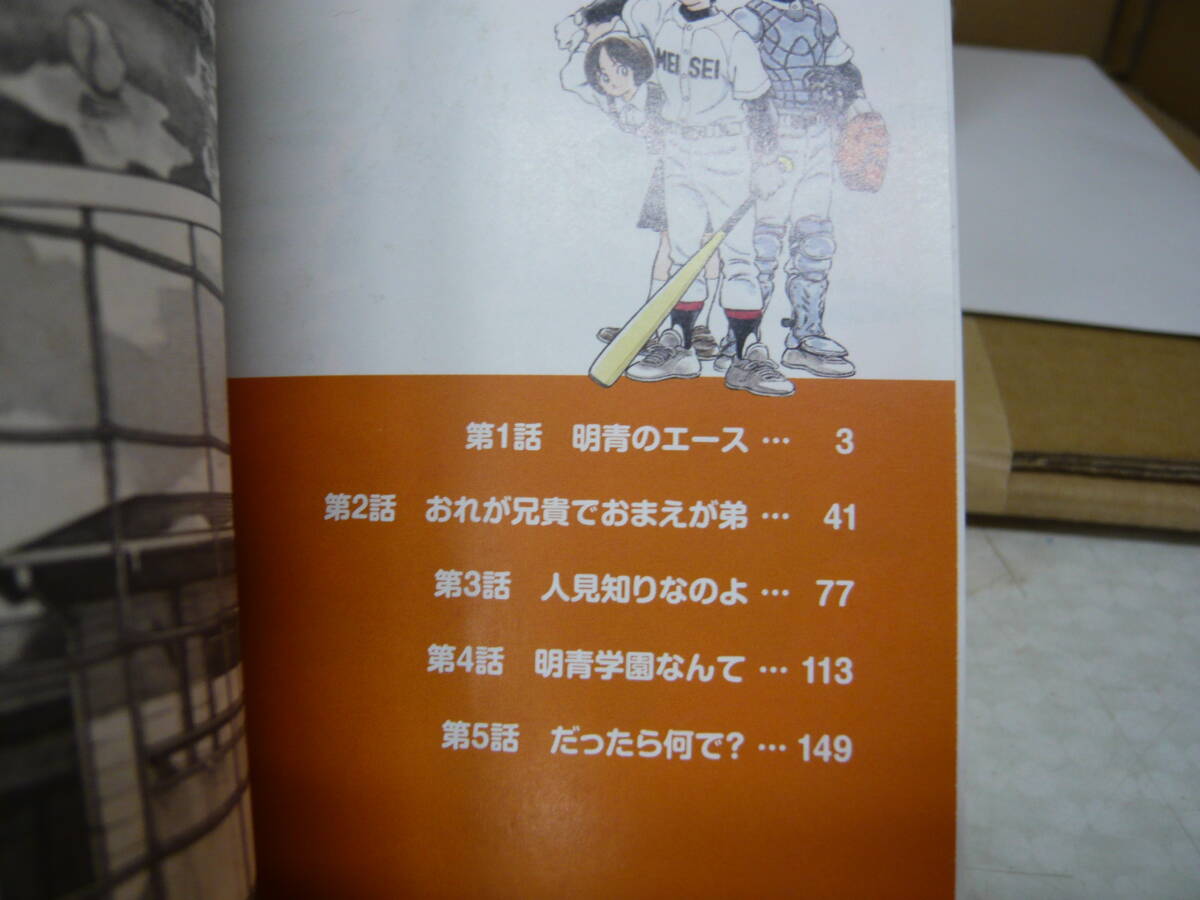 MEI SEI
第1話 明青のエース … 3
第2話 おれが兄貴でおまえが弟 … 41
第3話 人見知りなのよ … 77
第4話 明青学園なんて … 113
第5話 だったら何で? … 149